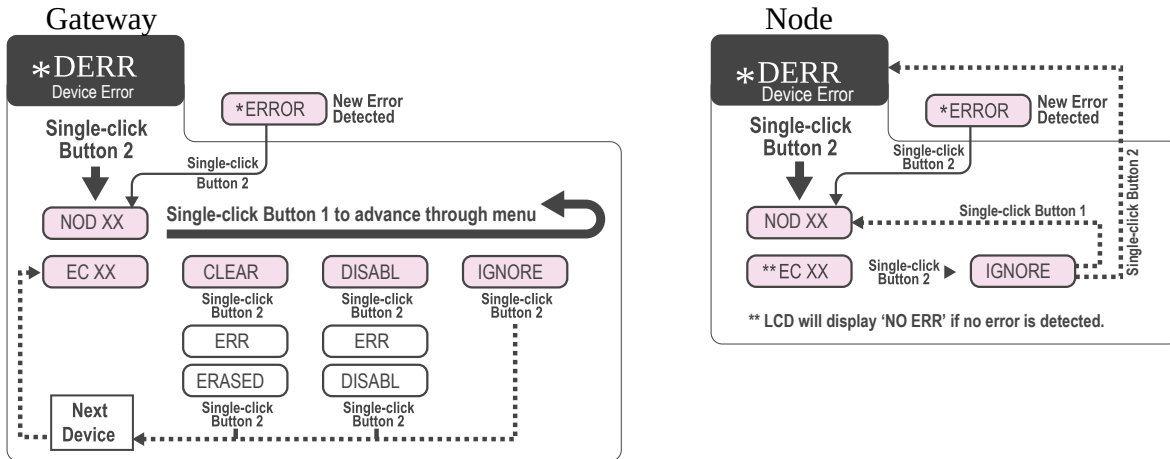 Gateway
*DERR
Device Error
*ERROR
New Error
Detected
Single-click
Button 2
Single-click
Button 2
NOD XX
Single-click Button 1 to advance through menu
EC XX
CLEAR
DISABL
IGNORE
Single-click
Button 2
Single-click
Button 2
Single-click
Button 2
ERR
ERR
ERASED
DISABL
Single-click
Button 2
Single-click
Button 2
Next
Device
Node
*DERR
Device Error
*ERROR
New Error
Detected
Single-click
Button 2
Single-click
Button 2
NOD XX
Single-click Button 1
Single-click Button 2
**EC XX
Single-click
Button 2
IGNORE
** LCD will display ‘NO ERR’ if no error is detected.